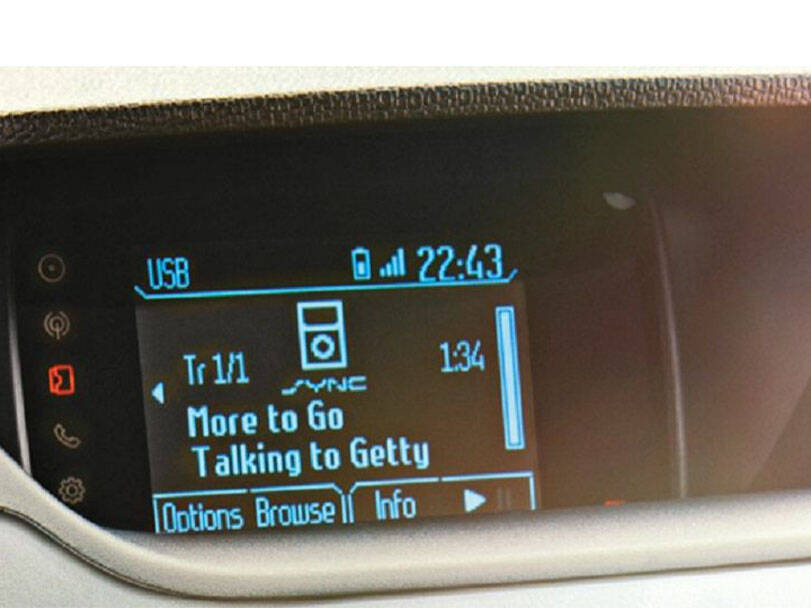 USB 22:43
Tr 1/1 1:34
SYNC
More to Go
Talking to Getty
Options Browse Info